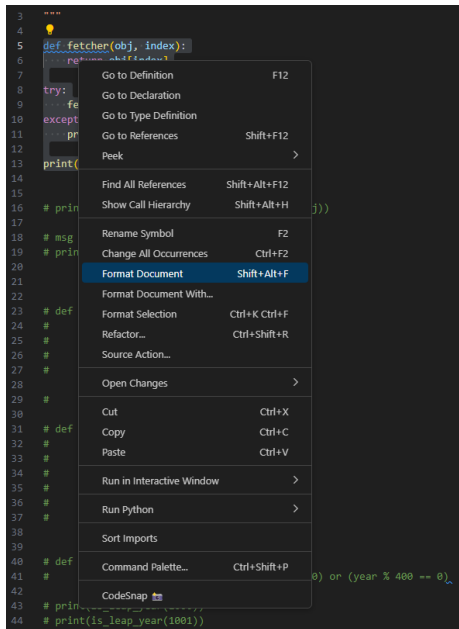 3 """
4
5 def fetcher(obj, index):
6 return obj[index]
7 Go to Definition F12
8 try: Go to Declaration
9 fe Go to Type Definition
10 except Go to References Shift+F12
11 pr Peek >
12
13 print( Find All References Shift+Alt+F12
14
15 Show Call Hierarchy Shift+Alt+H
16 # prin j))
17
18 # msg Rename Symbol F2
19 # prin Change All Occurrences Ctrl+F2
20
21 Format Document Shift+Alt+F
22 Format Document With...
23 # def Format Selection Ctrl+K Ctrl+F
24 # Refactor... Ctrl+Shift+R
25 #
26 # Source Action...
27 #
28 Open Changes >
29 #
30 Cut Ctrl+X
31 # def Copy Ctrl+C
32 # Paste Ctrl+V
33 #
34 # Run in Interactive Window >
35 #
36 # Run Python >
37 #
38 Sort Imports
39
40 # def Command Palette... Ctrl+Shift+P
41 # 0) or (year % 400 == 0)
42 CodeSnap 📸
43 # print(is_leap_year(
44 # print(is_leap_year(1001))